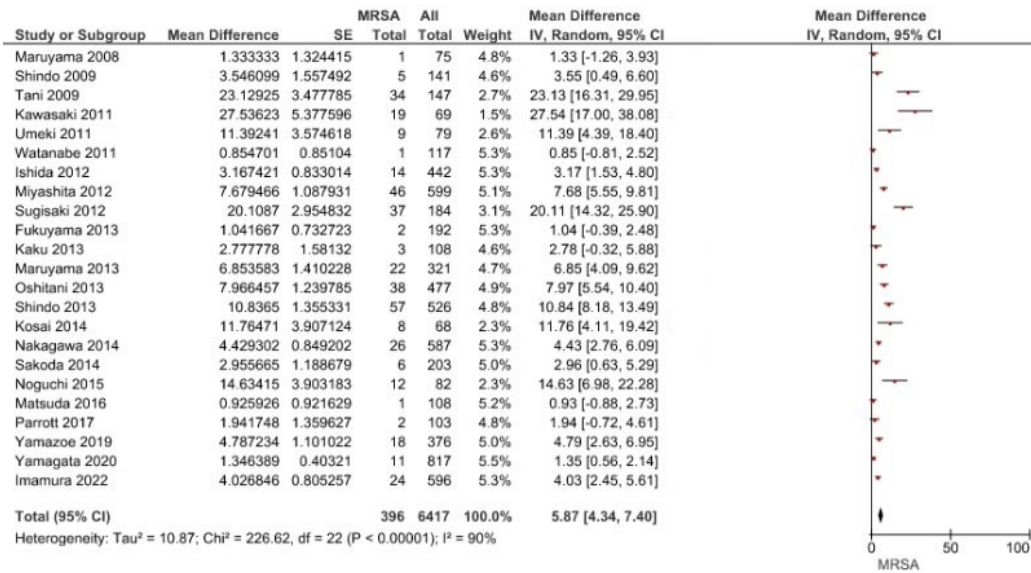 MRSA All Mean Difference Mean Difference
Study or Subgroup Mean Difference SE Total Total Weight IV, Random, 95% CI IV, Random, 95% CI
Maruyama 2008 1.333333 1.324415 1 75 4.8% 1.33 [-1.26, 3.93]
Shindo 2009 3.546099 1.557492 5 141 4.6% 3.55 [0.49, 6.60]
Tani 2009 23.12925 3.477785 34 147 2.7% 23.13 [16.31, 29.95]
Kawasaki 2011 27.53623 5.377596 19 69 1.5% 27.54 [17.00, 38.08]
Umeki 2011 11.39241 3.574618 9 79 2.6% 11.39 [4.39, 18.40]
Watanabe 2011 0.854701 0.85104 1 117 5.3% 0.85 [-0.81, 2.52]
Ishida 2012 3.167421 0.833014 14 442 5.3% 3.17 [1.53, 4.80]
Miyashita 2012 7.679466 1.087931 46 599 5.1% 7.68 [5.55, 9.81]
Sugisaki 2012 20.1087 2.954832 37 184 3.1% 20.11 [14.32, 25.90]
Fukuyama 2013 1.041667 0.732723 2 192 5.3% 1.04 [-0.39, 2.48]
Kaku 2013 2.777778 1.58132 3 108 4.6% 2.78 [-0.32, 5.88]
Maruyama 2013 6.853583 1.410228 22 321 4.7% 6.85 [4.09, 9.62]
Oshitani 2013 7.966457 1.239785 38 477 4.9% 7.97 [5.54, 10.40]
Shindo 2013 10.8365 1.355331 57 526 4.8% 10.84 [8.18, 13.49]
Kosai 2014 11.76471 3.907124 8 68 2.3% 11.76 [4.11, 19.42]
Nakagawa 2014 4.429302 0.849202 26 587 5.3% 4.43 [2.76, 6.09]
Sakoda 2014 2.955665 1.188679 6 203 5.0% 2.96 [0.63, 5.29]
Noguchi 2015 14.63415 3.903183 12 82 2.3% 14.63 [6.98, 22.28]
Matsuda 2016 0.925926 0.921629 1 108 5.2% 0.93 [-0.88, 2.73]
Parrott 2017 1.941748 1.359627 2 103 4.8% 1.94 [-0.72, 4.61]
Yamazoe 2019 4.787234 1.101022 18 376 5.0% 4.79 [2.63, 6.95]
Yamagata 2020 1.346389 0.40321 11 817 5.5% 1.35 [0.56, 2.14]
Imamura 2022 4.026846 0.805257 24 596 5.3% 4.03 [2.45, 5.61]
Total (95% CI) 396 6417 100.0% 5.87 [4.34, 7.40]
Heterogeneity: Tau² = 10.87; Chi² = 226.62, df = 22 (P < 0.00001); I² = 90%
0 50 100
MRSA